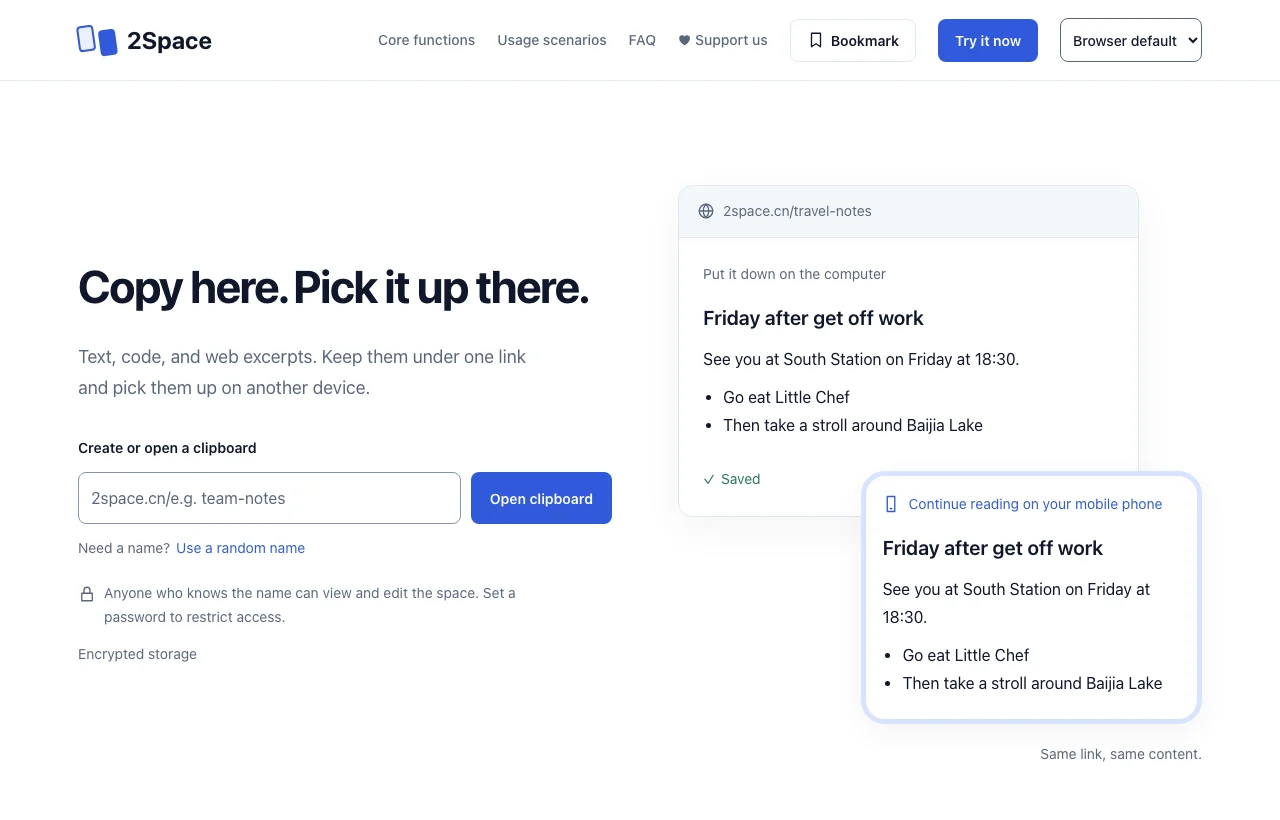 2Space
Core functions
Usage scenarios
FAQ
Support us
Bookmark
Try it now
Browser default
Copy here. Pick it up there.
Text, code, and web excerpts. Keep them under one link
and pick them up on another device.
Create or open a clipboard
2space.cn/e.g. team-notes
Open clipboard
Need a name? Use a random name
Anyone who knows the name can view and edit the space. Set a
password to restrict access.
Encrypted storage
2space.cn/travel-notes
Put it down on the computer
Friday after get off work
See you at South Station on Friday at 18:30.
• Go eat Little Chef
• Then take a stroll around Baijia Lake
Saved
Continue reading on your mobile phone
Friday after get off work
See you at South Station on Friday at
18:30.
• Go eat Little Chef
• Then take a stroll around Baijia Lake
Same link, same content.